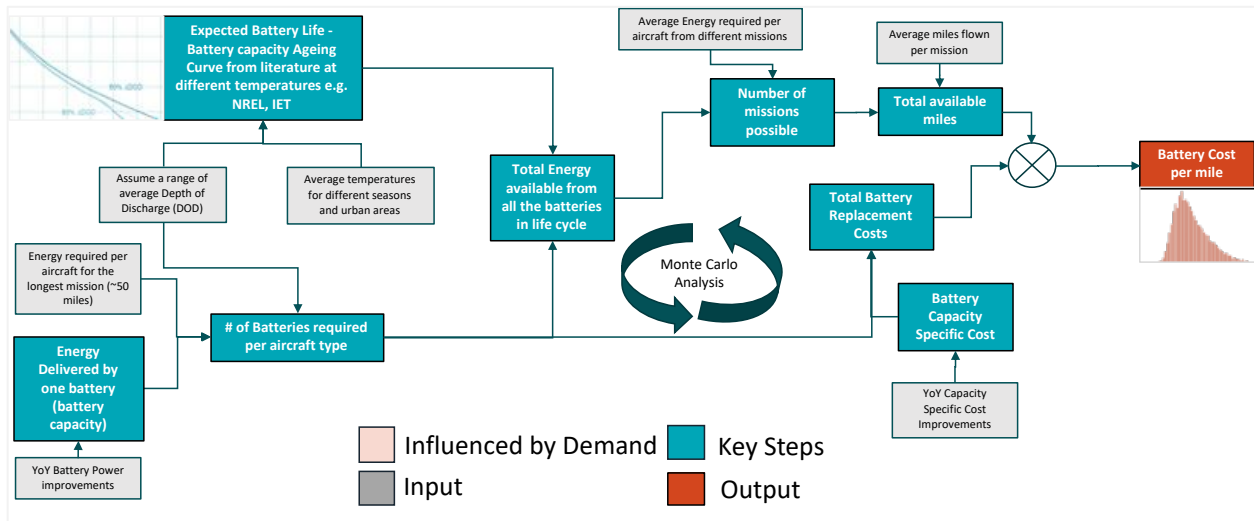 Expected Battery Life -
Battery capacity Ageing
Curve from literature at
different temperatures e.g.
NREL, IET
Average Energy required per
aircraft from different missions
Average miles flown
per mission
Number of
missions
possible
Total available
miles
Assume a range of
average Depth of
Discharge (DOD)
Average temperatures
for different seasons
and urban areas
Total Energy
available from
all the batteries
in life cycle
Battery Cost
per mile
Total Battery
Replacement
Costs
Energy required per
aircraft for the
longest mission (~50
miles)
Monte Carlo
Analysis
# of Batteries required
per aircraft type
Battery
Capacity
Specific Cost
Energy
Delivered by
one battery
(battery
capacity)
YoY Capacity
Specific Cost
Improvements
YoY Battery Power
improvements
Influenced by Demand
Key Steps
Input
Output